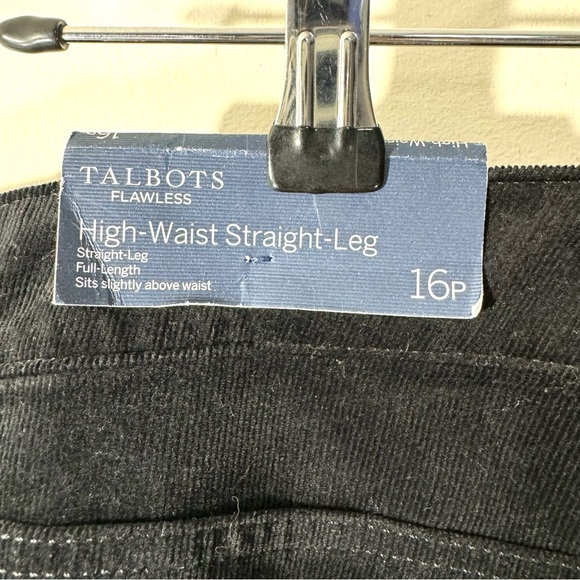 TALBOTS
FLAWLESS
High-Waist Straight-Leg
Straight-Leg
Full-Length
Sits slightly above waist
16P